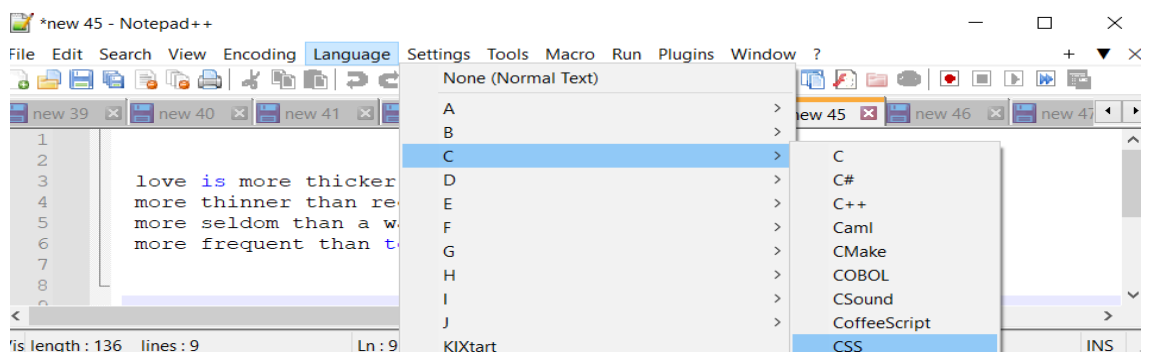 *new 45 - Notepad++
File Edit Search View Encoding Language Settings Tools Macro Run Plugins Window ?
new 39 new 40 new 41 new 45 new 46 new 47
None (Normal Text)
A
B
C
D
E
F
G
H
I
J
KIXtart
C
C#
C++
Caml
CMake
COBOL
CSound
CoffeeScript
CSS
1
2
3 love is more thicker
4 more thinner than
5 more seldom than a
6 more frequent than
7
8
9
length : 136 lines : 9 Ln : 9 INS